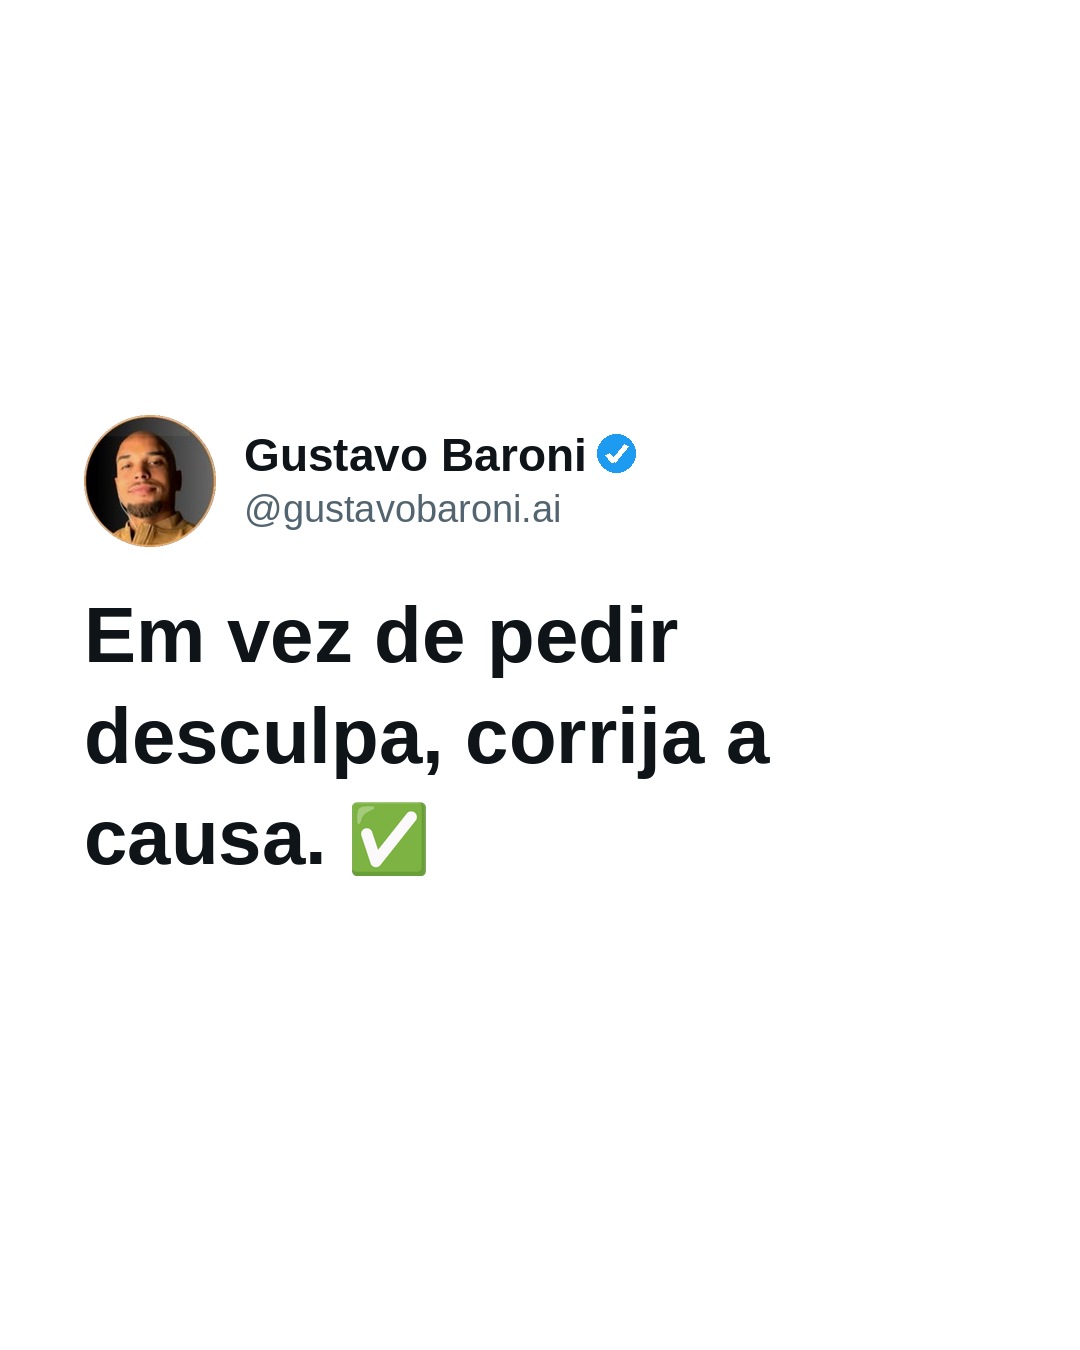 Gustavo Baroni
@gustavobaroni.ai
Em vez de pedir
desculpa, corrija a
causa. ✅